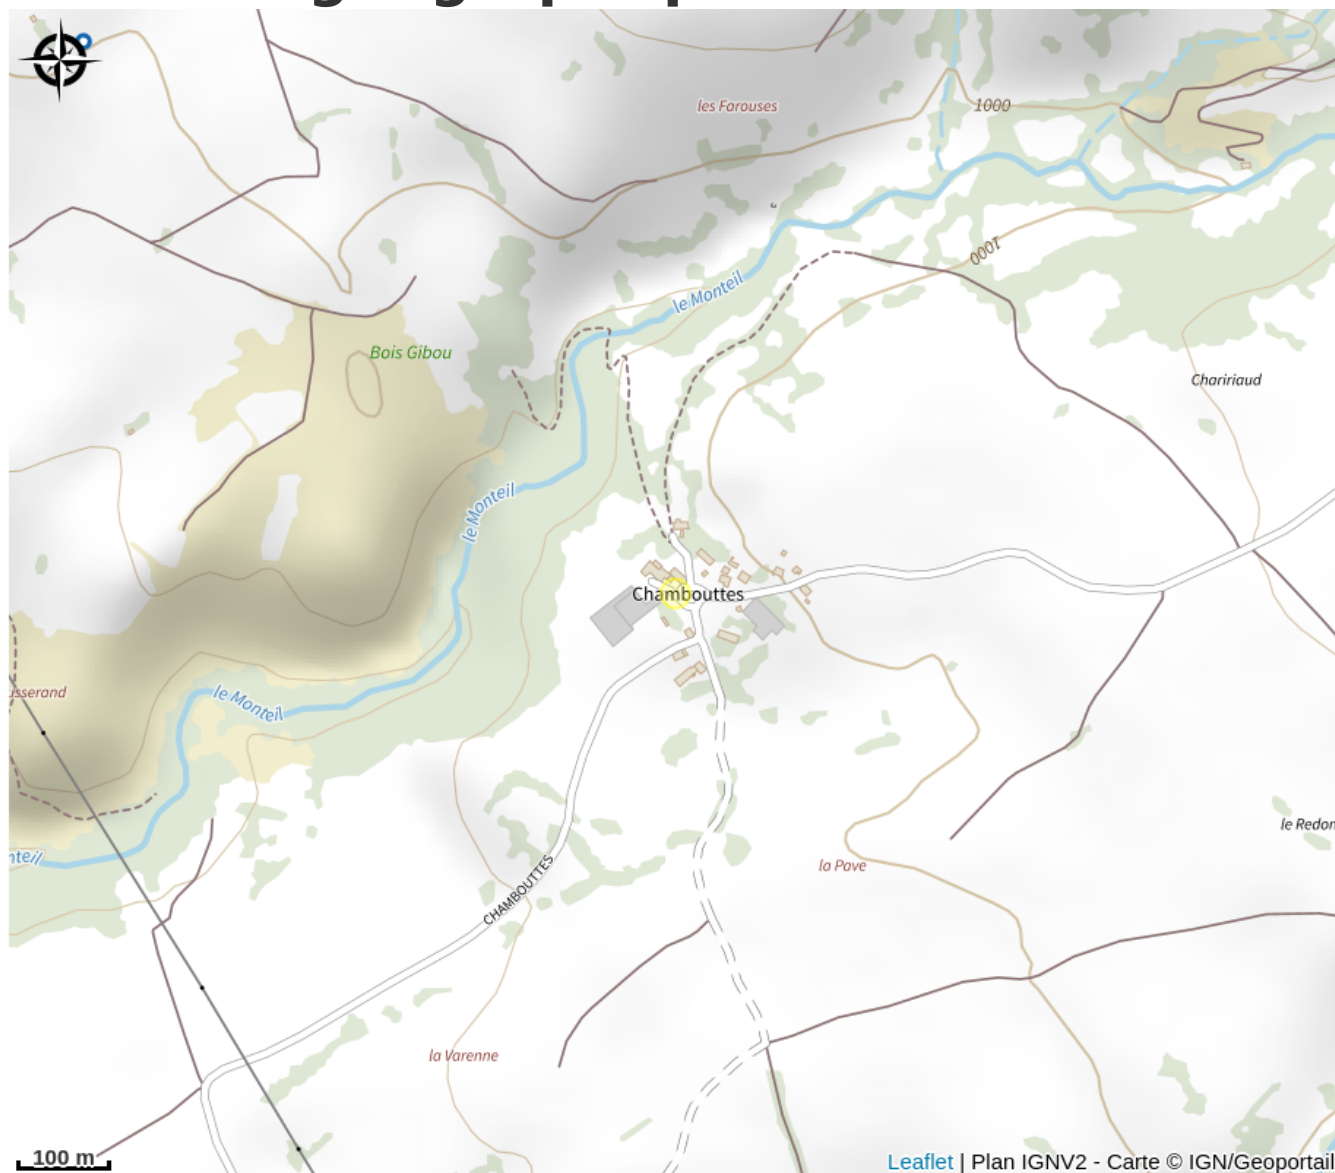 les Farouses
1000
1000
le Monteil
Bois Gibou
Chaririaud
le Monteil
Chambouttes
usserand
le Monteil
le Redon
nteil
la Pave
CHAMBOUTTES
la Varenne
100 m
Leaflet | Plan IGNV2 - Carte © IGN/Geoportail